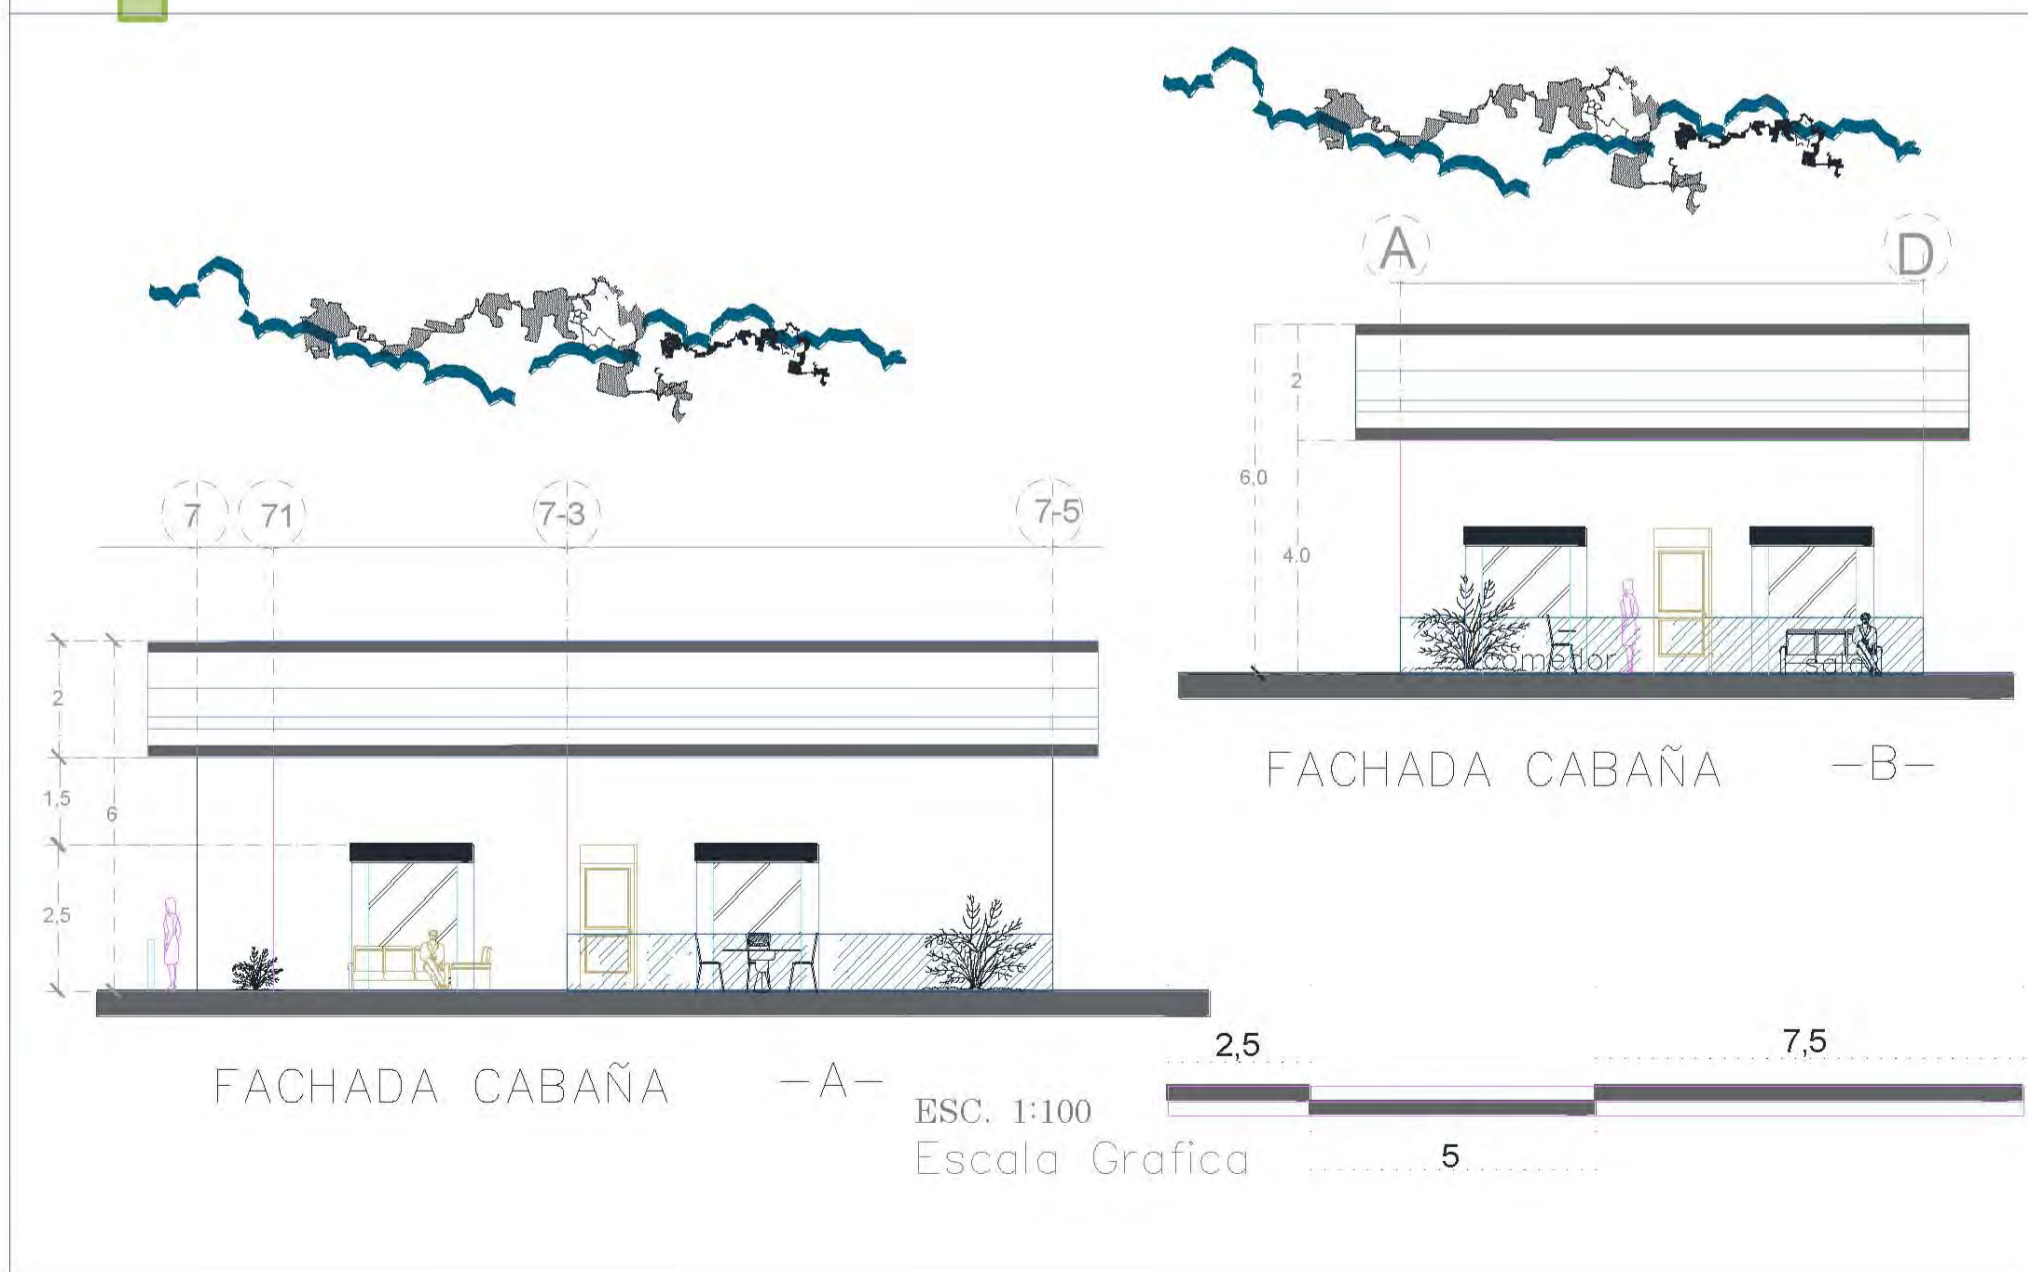 A D
2
6,0
4.0
comedor sala
FACHADA CABAÑA —B—
7 71 7-3 7-5
2
1,5
6
2,5
FACHADA CABAÑA —A—
ESC. 1:100
Escala Grafica
2,5 7,5
5